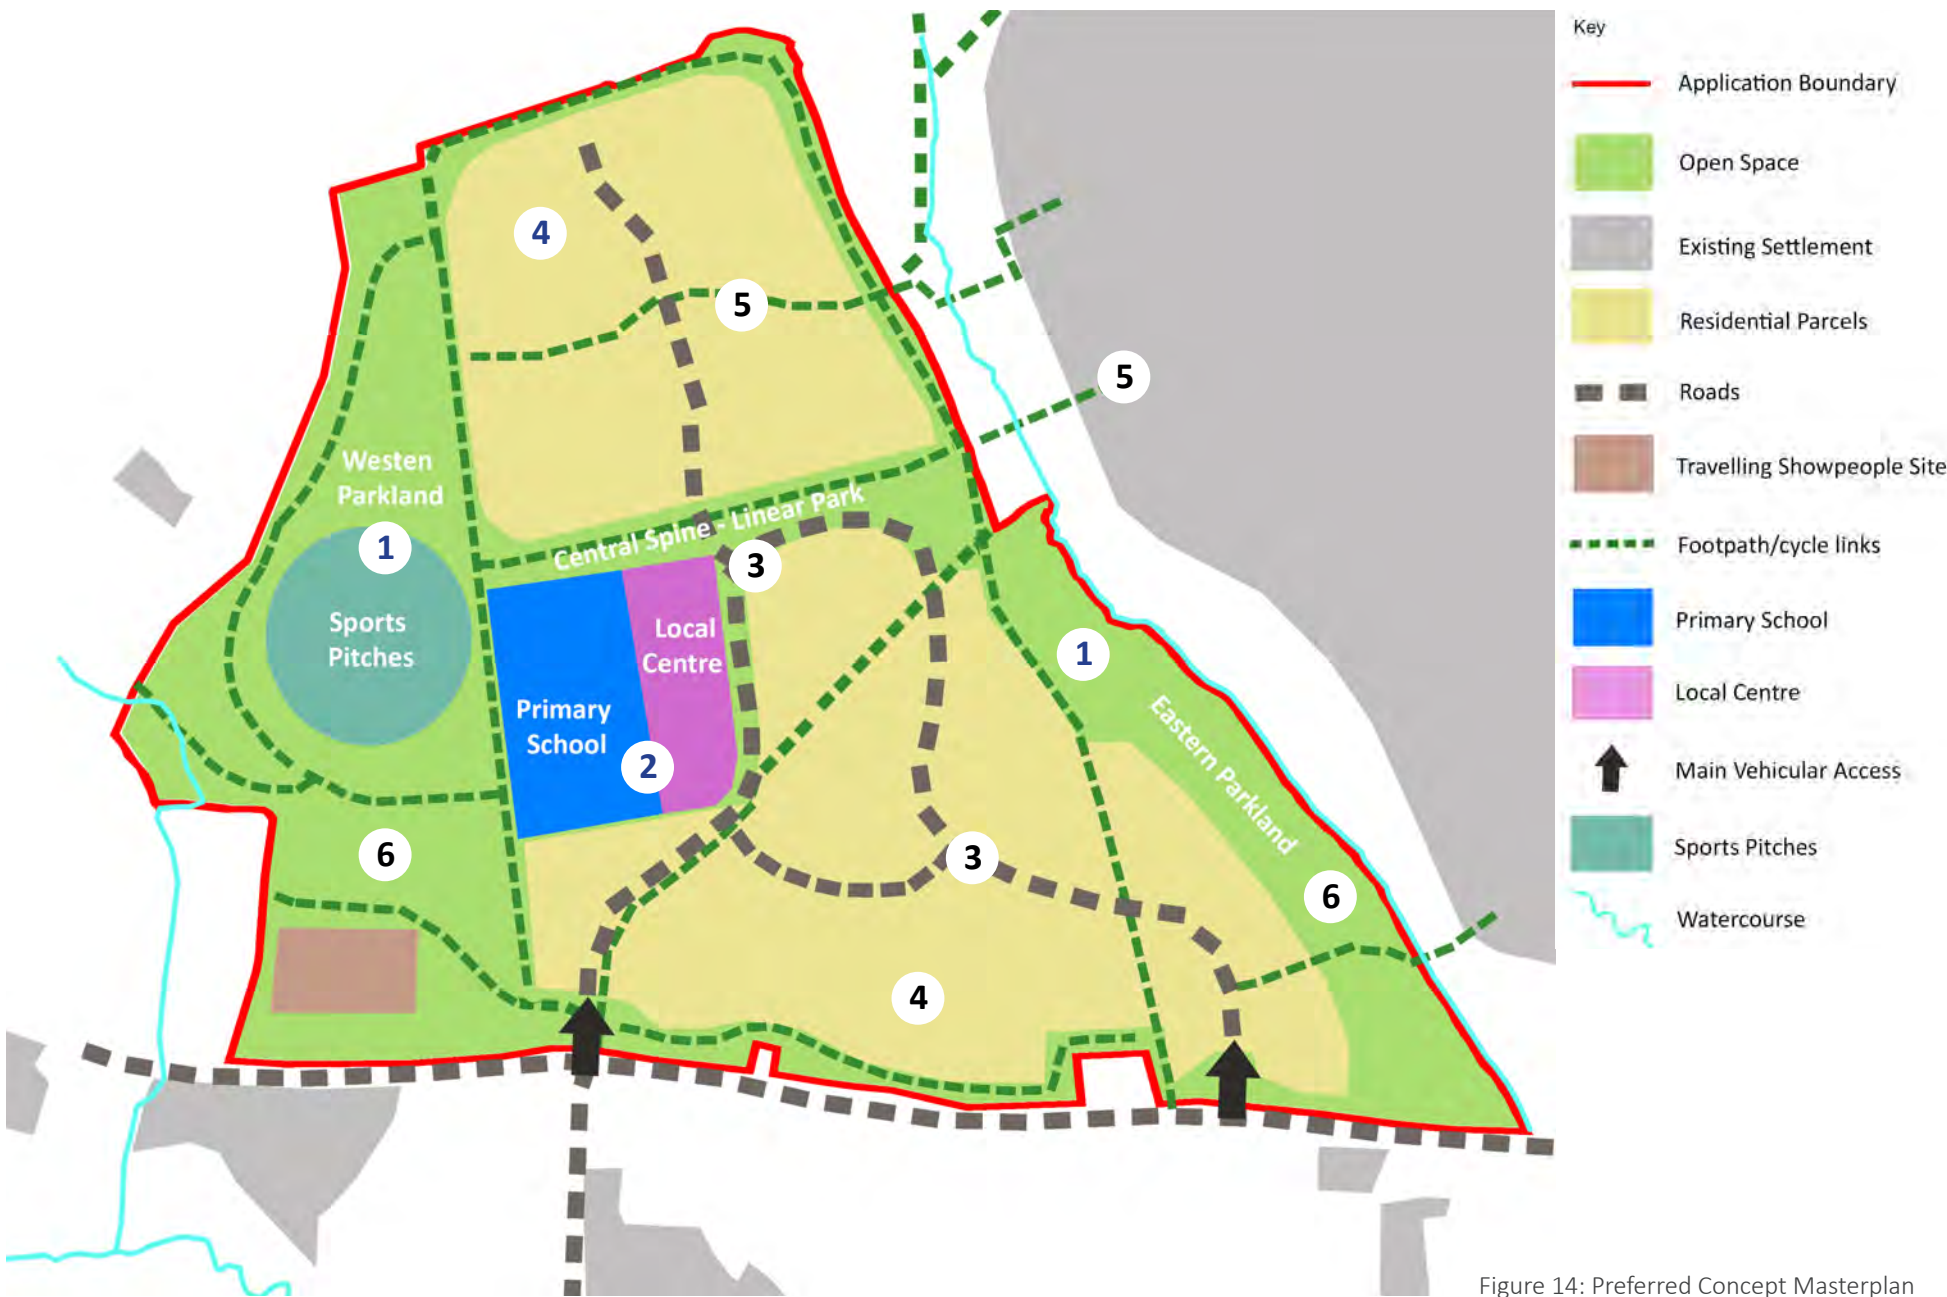 Key
Application Boundary
Open Space
Existing Settlement
Residential Parcels
Roads
Travelling Showpeople Site
Footpath/cycle links
Primary School
Local Centre
Main Vehicular Access
Sports Pitches
Watercourse
4
5
5
Westen
Parkland
1
Central Spine - Linear Park
3
Sports
Pitches
Local
Centre
1
Primary
School
2
Eastern Parkland
6
3
6
4
Figure 14: Preferred Concept Masterplan